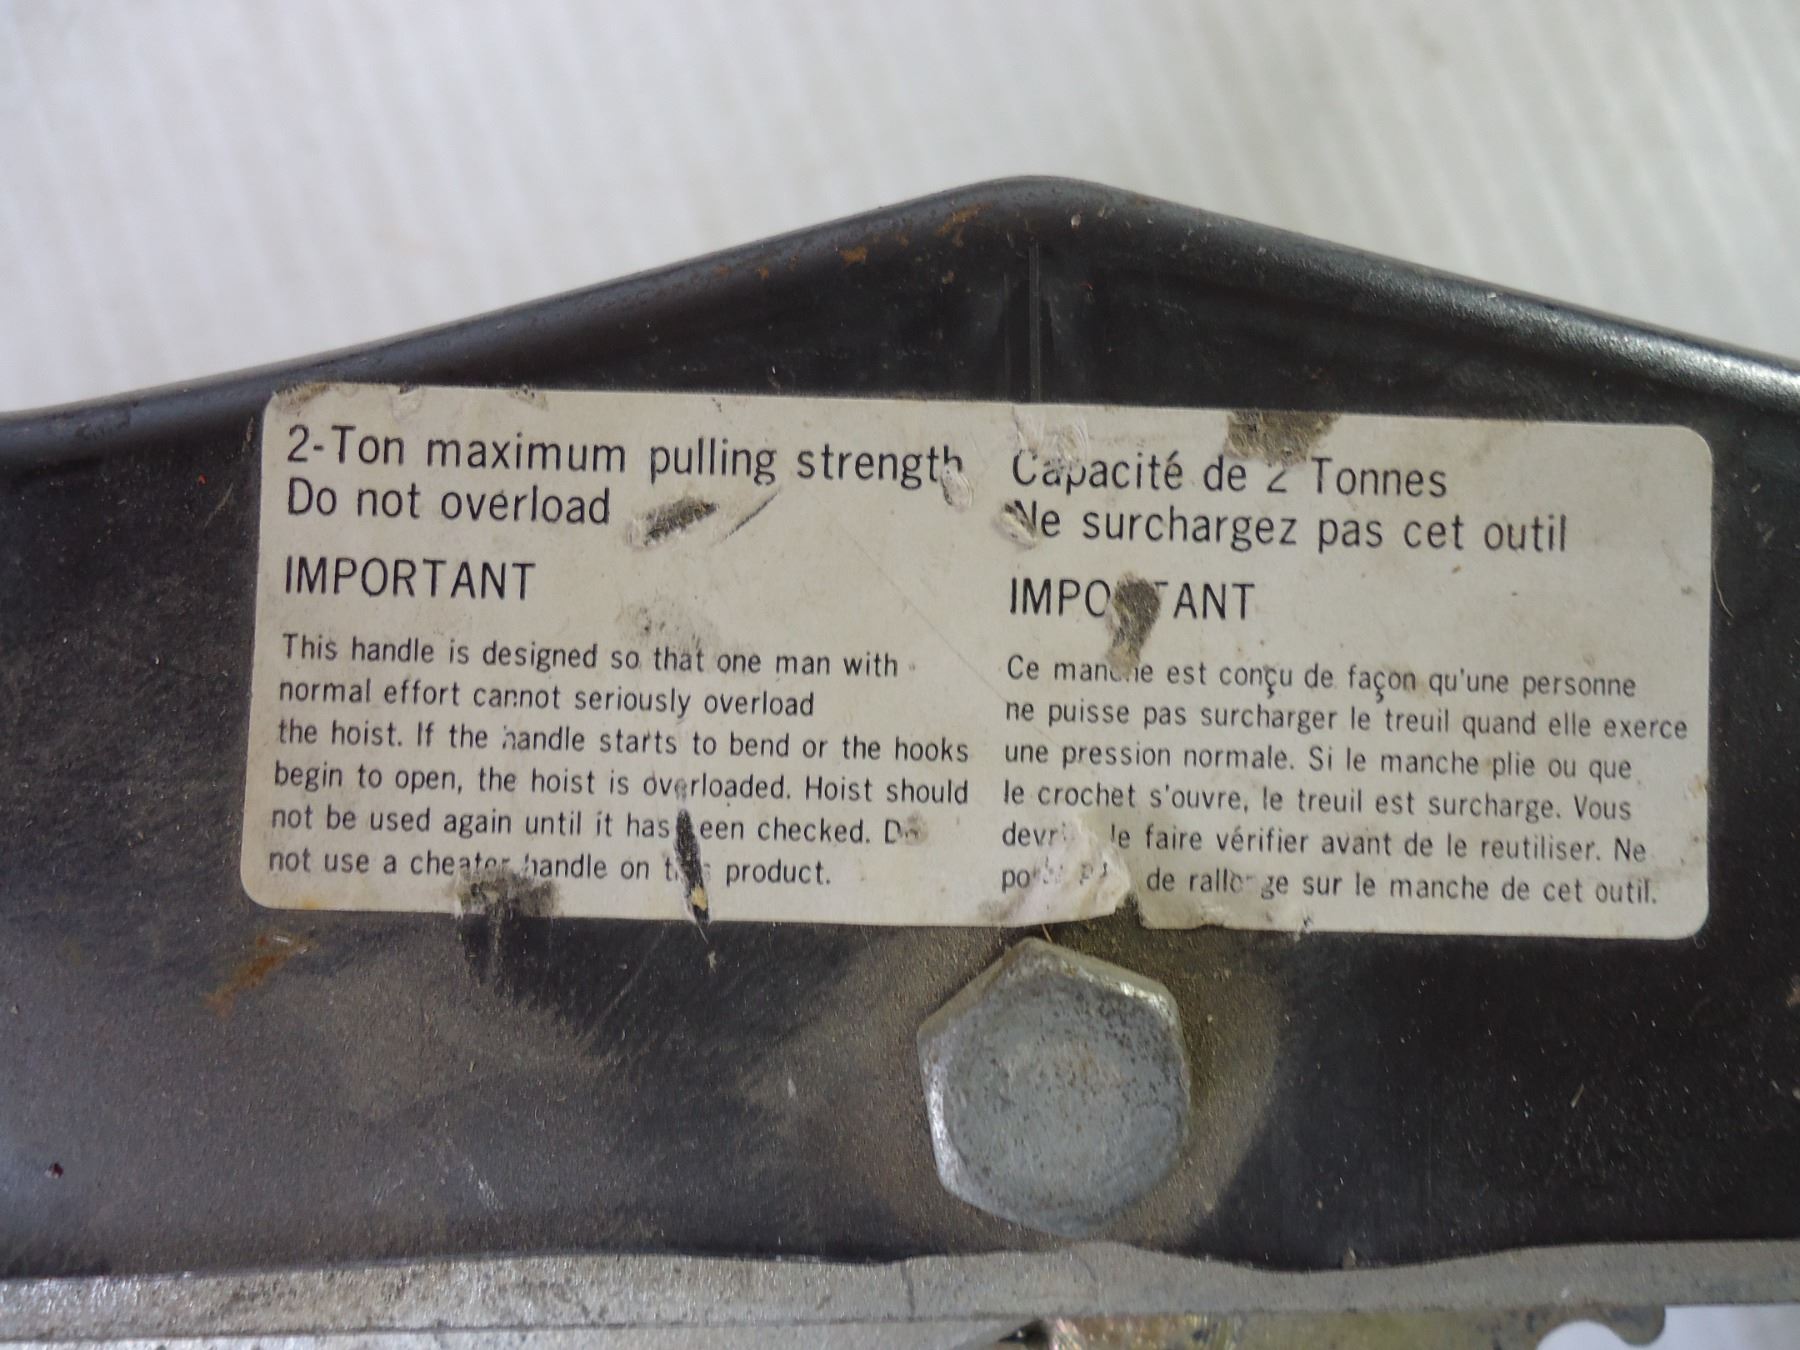 2-Ton maximum pulling strength
Do not overload
IMPORTANT
This handle is designed so that one man with
normal effort cannot seriously overload
the hoist. If the handle starts to bend or the hooks
begin to open, the hoist is overloaded. Hoist should
not be used again until it has been checked. Do
not use a cheater handle on this product.
Capacité de 2 Tonnes
Ne surchargez pas cet outil
IMPORTANT
Ce manche est conçu de façon qu'une personne
ne puisse pas surcharger le treuil quand elle exerce
une pression normale. Si le manche plie ou que
le crochet s'ouvre, le treuil est surcharge. Vous
le faire vérifier avant de le reutiliser. Ne
de rallonge sur le manche de cet outil.